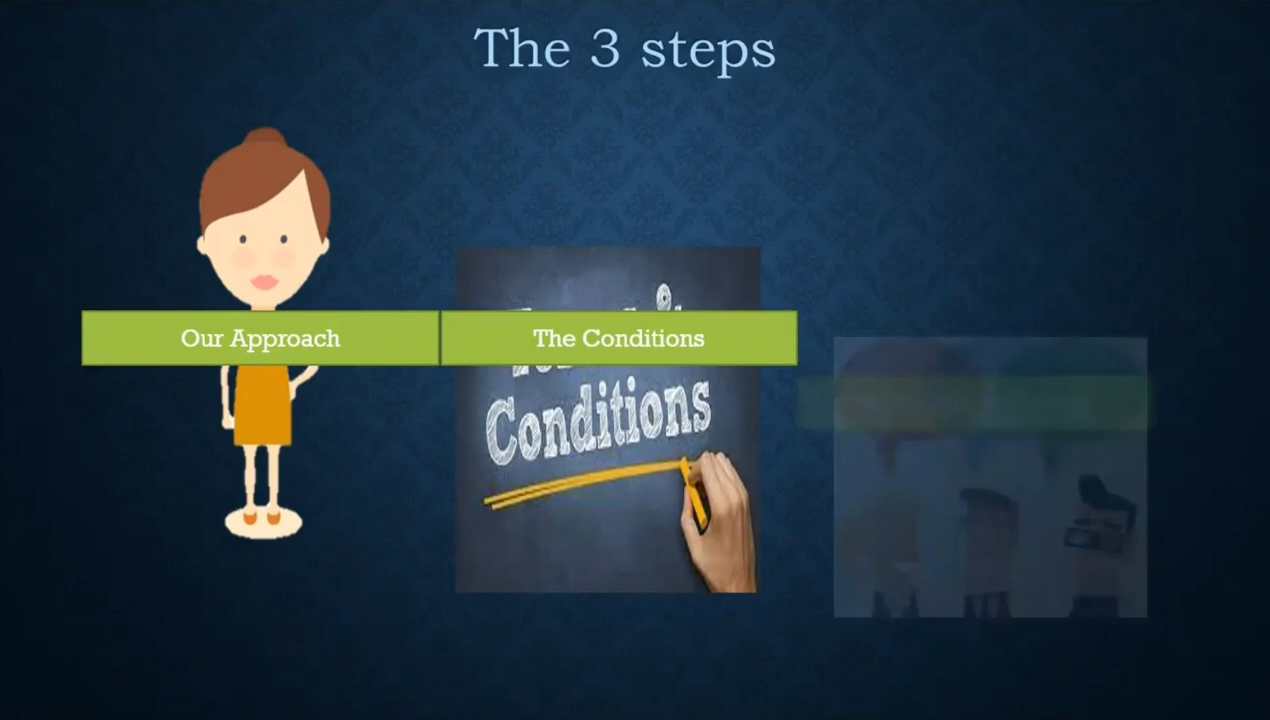 The 3 steps
Our Approach
The Conditions
Conditions